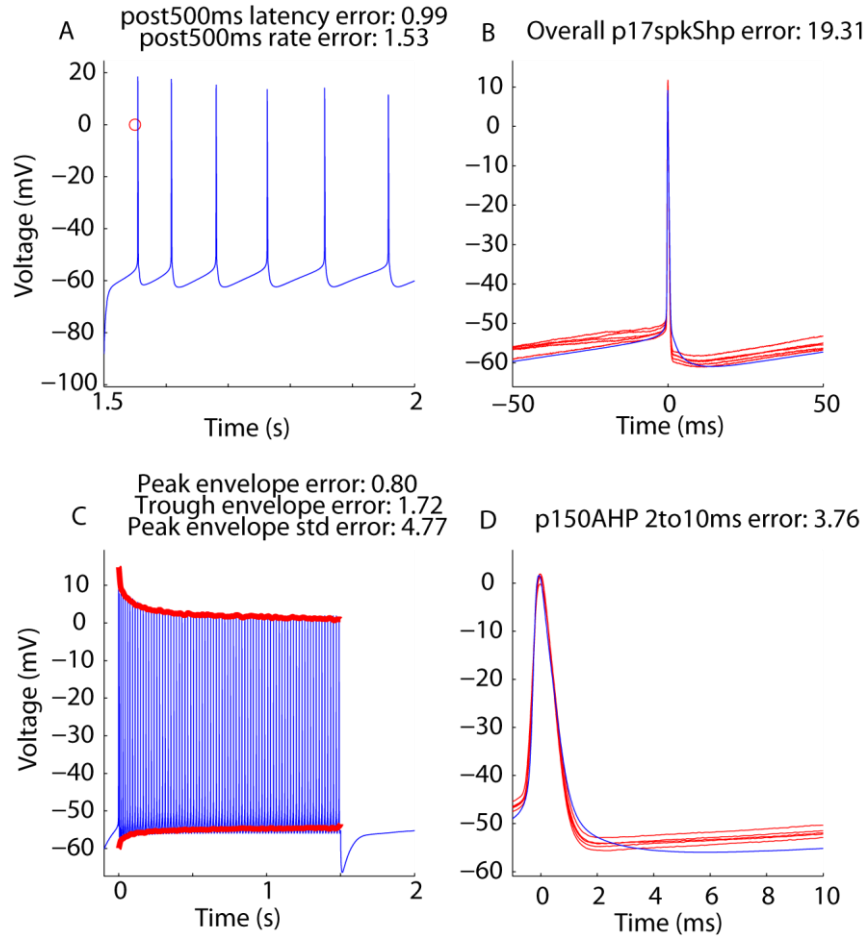 A
post500ms latency error: 0.99
post500ms rate error: 1.53
20
0
−20
−40
−60
−80
−100
Voltage (mV)
1.5
2
Time (s)
B
Overall p17spkShp error: 19.31
10
0
−10
−20
−30
−40
−50
−60
−50
0
50
Time (ms)
C
Peak envelope error: 0.80
Trough envelope error: 1.72
Peak envelope std error: 4.77
10
0
−10
−20
−30
−40
−50
−60
Voltage (mV)
0
1
2
Time (s)
D
p150AHP 2to10ms error: 3.76
0
−10
−20
−30
−40
−50
−60
0
2
4
6
8
10
Time (ms)